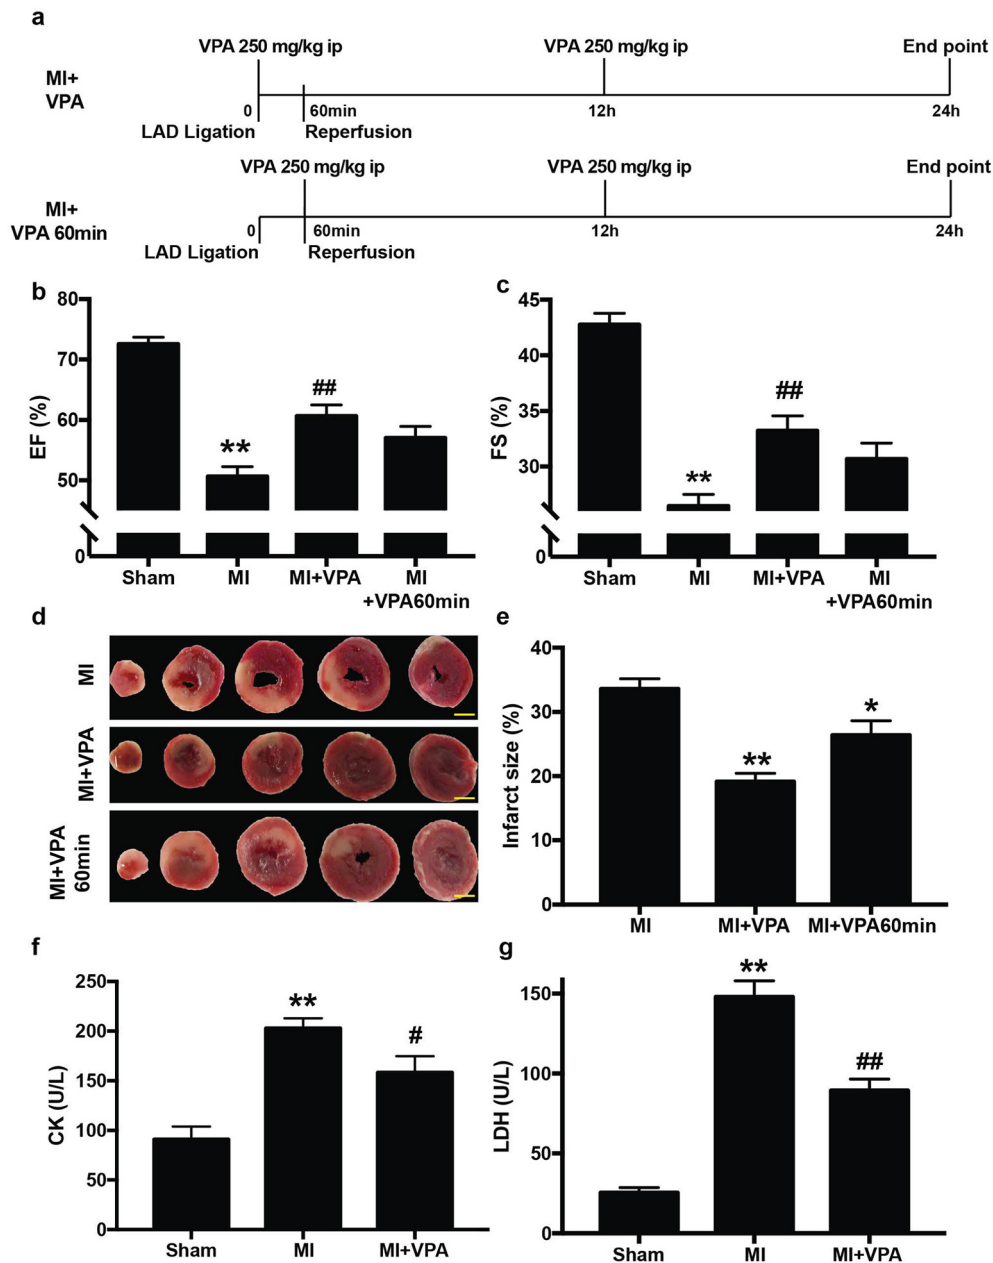 a
VPA 250 mg/kg ip
VPA 250 mg/kg ip
End point
MI+
VPA
0
60min
12h
24h
LAD Ligation
Reperfusion
VPA 250 mg/kg ip
VPA 250 mg/kg ip
End point
MI+
VPA 60min
0
60min
12h
24h
LAD Ligation
Reperfusion
b
EF (%)
80
70
60
50
0
**
##
Sham
MI
MI+VPA
MI
+VPA60min
c
FS (%)
45
40
35
30
0
**
##
Sham
MI
MI+VPA
MI
+VPA60min
d
MI
MI+VPA
MI+VPA
60min
e
Infarct size (%)
40
30
20
10
0
**
*
MI
MI+VPA
MI+VPA60min
f
CK (U/L)
250
200
150
100
50
0
**
#
Sham
MI
MI+VPA
g
LDH (U/L)
150
100
50
0
**
##
Sham
MI
MI+VPA